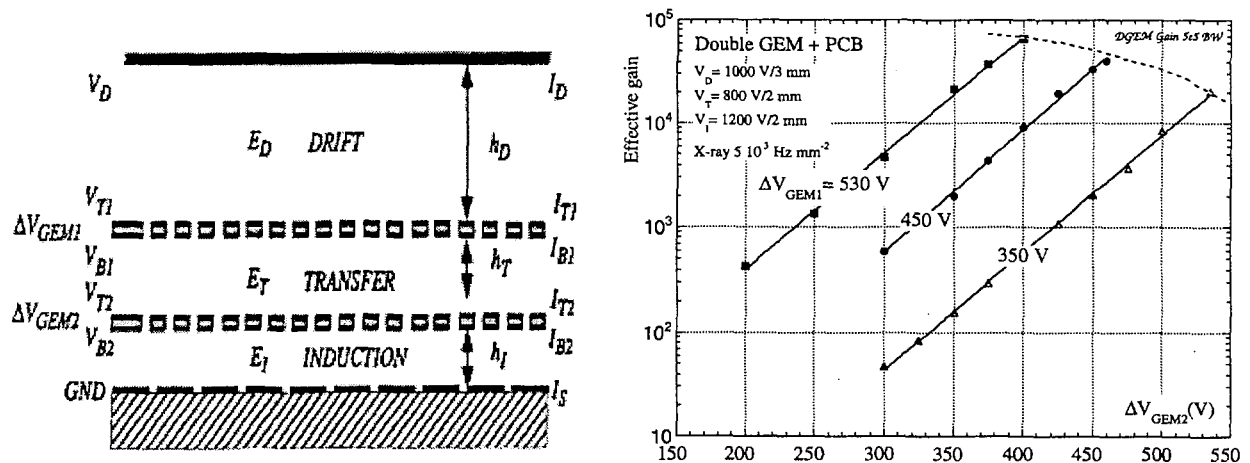 V_D I_D
E_D DRIFT h_D
V_T1 I_T1
ΔV_GEM1
V_B1 I_B1
E_T TRANSFER h_T
V_T2 I_T2
ΔV_GEM2
V_B2 I_B2
E_I INDUCTION h_I
GND I_S
Effective gain
10^5
10^4
10^3
10^2
10
Double GEM + PCB
DGEM Gain 5e5 BW
V_D = 1000 V/3 mm
V_T = 800 V/2 mm
V_I = 1200 V/2 mm
X-ray 5 10^3 Hz mm^-2
ΔV_GEM1 = 530 V
450 V
350 V
ΔV_GEM2 (V)
150 200 250 300 350 400 450 500 550